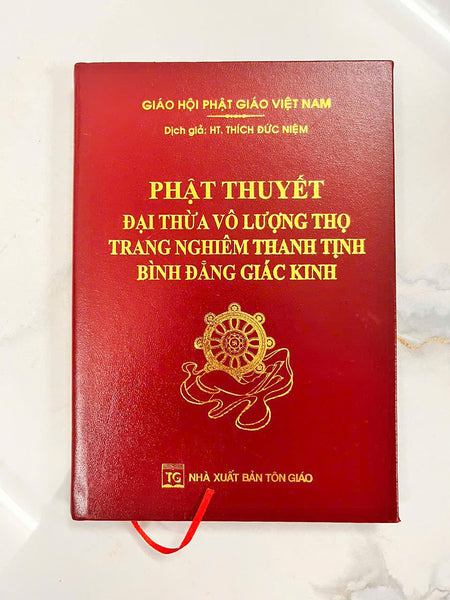 GIÁO HỘI PHẬT GIÁO VIỆT NAM
Dịch giả: HT. THÍCH ĐỨC NIỆM
PHẬT THUYẾT
ĐẠI THỪA VÔ LƯỢNG THỌ
TRANG NGHIÊM THANH TỊNH
BÌNH ĐẲNG GIÁC KINH
TG NHÀ XUẤT BẢN TÔN GIÁO